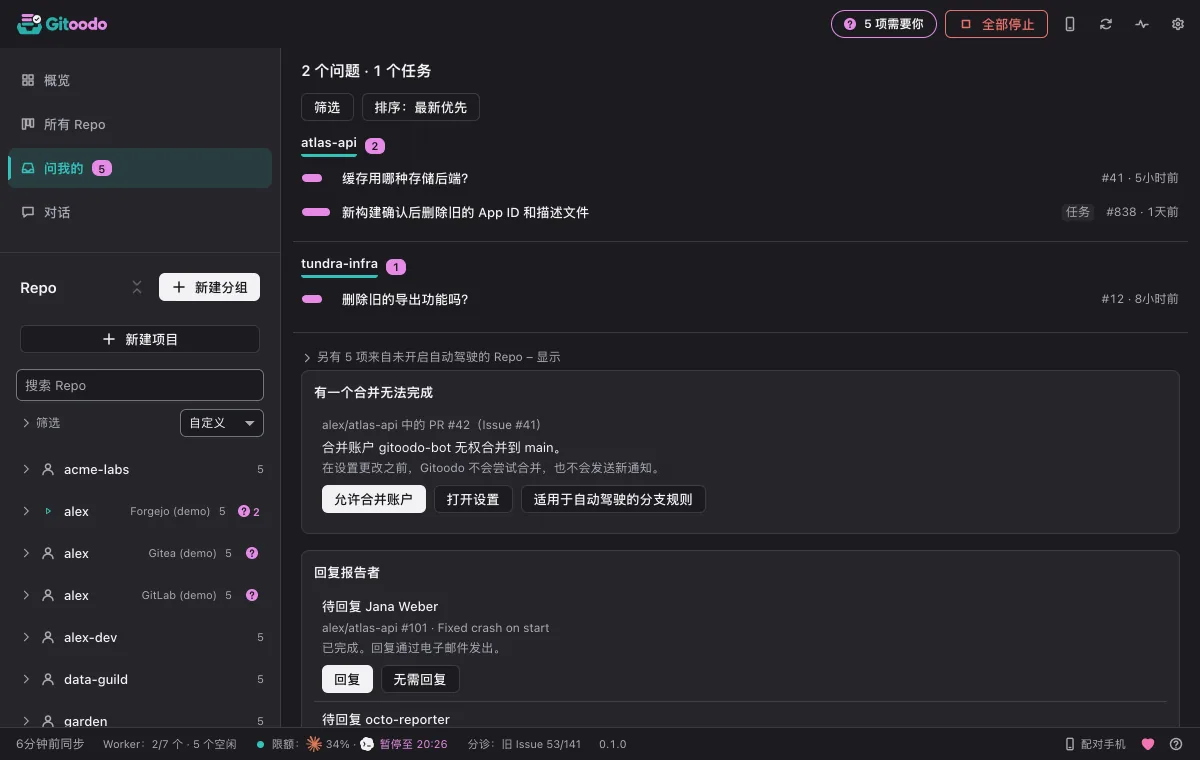 Gitoodo
5 项需要你
全部停止
概览
所有 Repo
问我的 5
对话
Repo
新建分组
新建项目
搜索 Repo
筛选
自定义
acme-labs 5
alex Forgejo (demo) 5 ? 2
alex Gitea (demo) 5 ?
alex GitLab (demo) 5 ?
alex-dev 5
data-guild 5
garden 5
2 个问题 · 1 个任务
筛选
排序：最新优先
atlas-api 2
缓存用哪种存储后端? #41 · 5小时前
新构建确认后删除旧的 App ID 和描述文件 任务 #838 · 1天前
tundra-infra 1
删除旧的导出功能吗? #12 · 8小时前
另有 5 项来自未开启自动驾驶的 Repo – 显示
有一个合并无法完成
alex/atlas-api 中的 PR #42（Issue #41）
合并账户 gitoodo-bot 无权合并到 main。
在设置更改之前，Gitoodo 不会尝试合并，也不会发送新通知。
允许合并账户
打开设置
适用于自动驾驶的分支规则
回复报告者
待回复 Jana Weber
alex/atlas-api #101 · Fixed crash on start
已完成。回复通过电子邮件发出。
回复
无需回复
待回复 octo-reporter
6分钟前同步 Worker：2/7 个 · 5 个空闲 限额： 34% · 暂停至 20:26 分诊：旧 Issue 53/141 0.1.0 配对手机